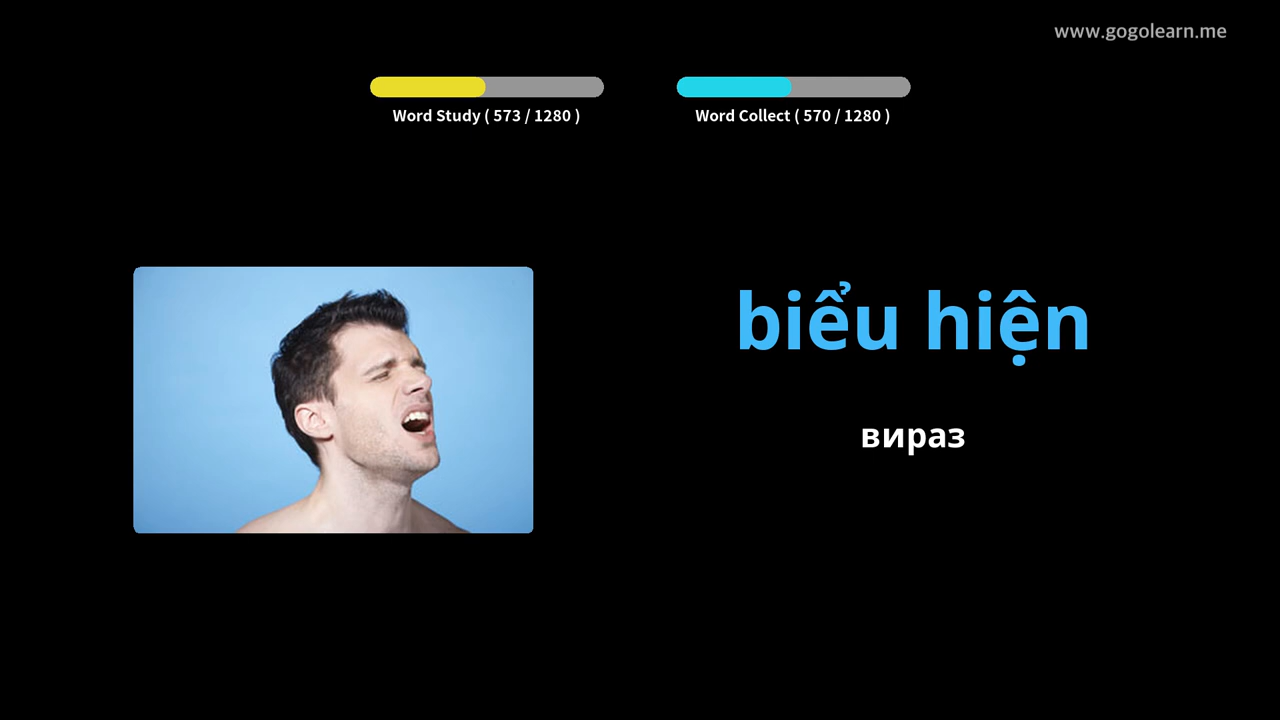 www.gogolearn.me
Word Study ( 573 / 1280 )
Word Collect ( 570 / 1280 )
biểu hiện
вираз